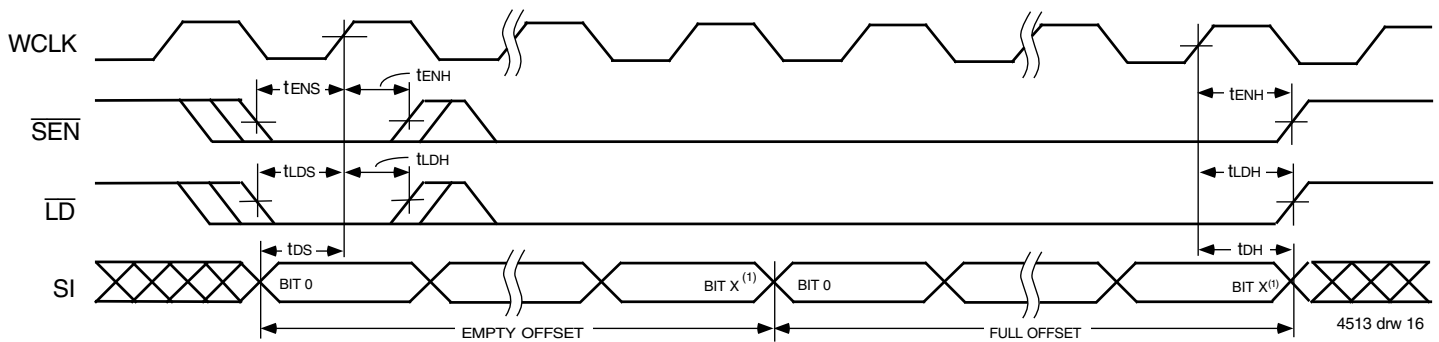 WCLK
tENS
tENH
tENH
SEN
tLDS
tLDH
tLDH
LD
tDS
tDH
SI
BIT 0
BIT X (1)
BIT 0
BIT X(1)
EMPTY OFFSET
FULL OFFSET
4513 drw 16